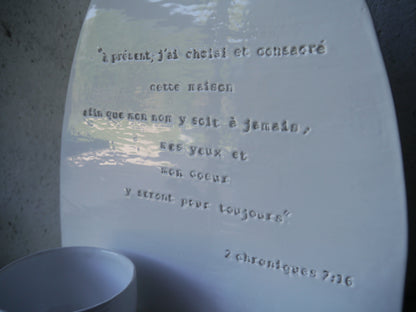 "à présent, j'ai choisi et consacré
cette maison
afin que mon nom y soit à jamais,
mes yeux et
mon coeur
y seront pour toujours"
2 chroniques 7:16